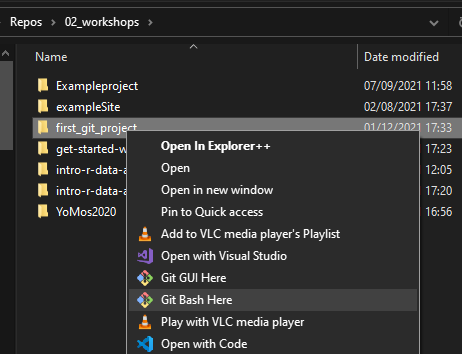 Repos > 02_workshops >
Name Date modified
Exampleproject 07/09/2021 11:58
exampleSite 02/08/2021 17:37
first_git_project 01/12/2021 17:33
get-started-w 17:23
intro-r-data-a 12:05
intro-r-data-a 17:20
YoMos2020 16:56
Open In Explorer++
Open
Open in new window
Pin to Quick access
Add to VLC media player's Playlist
Open with Visual Studio
Git GUI Here
Git Bash Here
Play with VLC media player
Open with Code